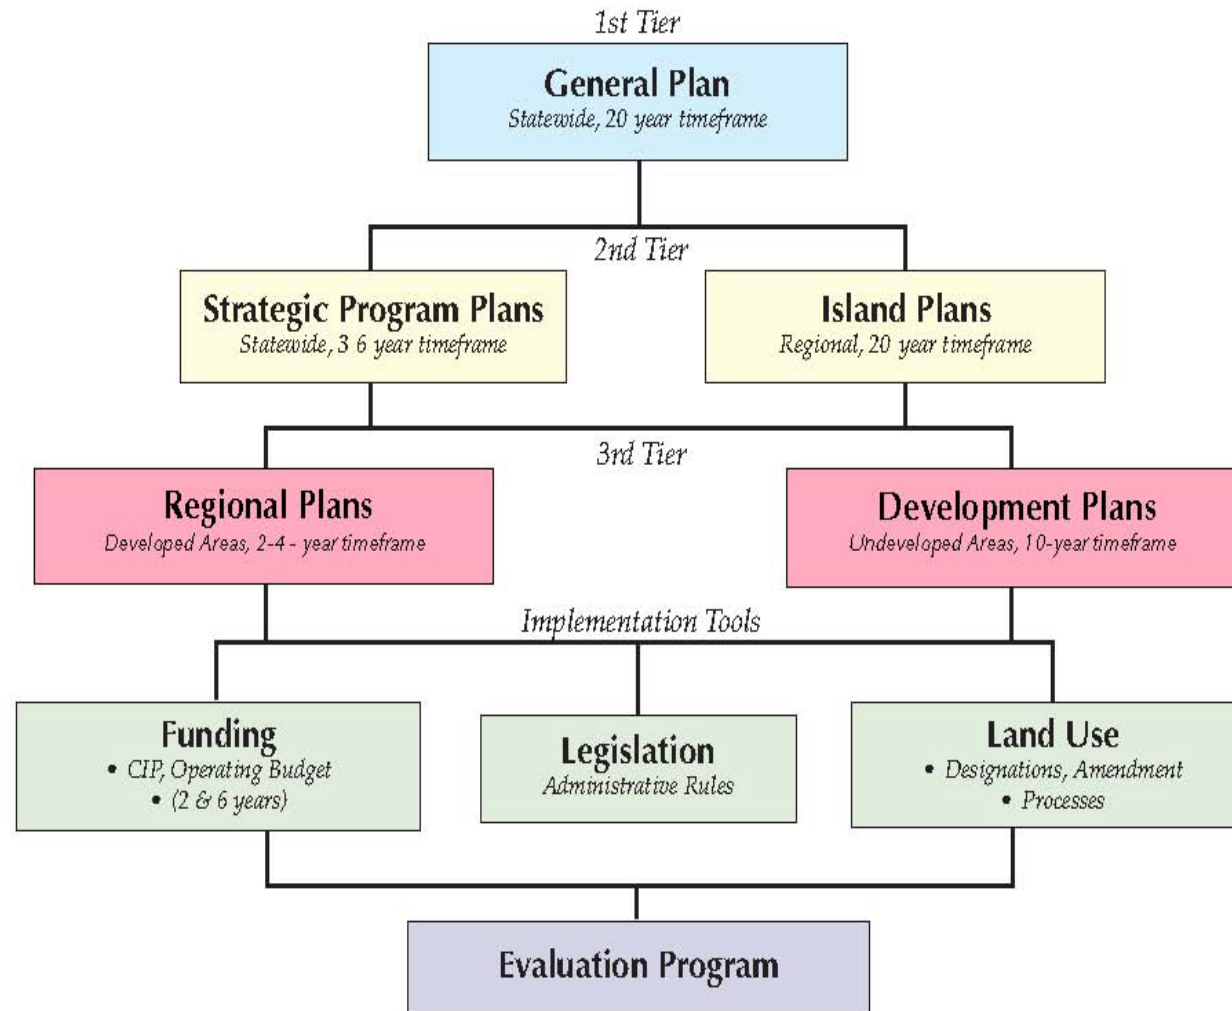 1st Tier
General Plan
Statewide, 20 year timeframe
2nd Tier
Strategic Program Plans
Statewide, 3 6 year timeframe
Island Plans
Regional, 20 year timeframe
3rd Tier
Regional Plans
Developed Areas, 2-4 - year timeframe
Development Plans
Undeveloped Areas, 10-year timeframe
Implementation Tools
Funding
• CIP, Operating Budget
• (2 & 6 years)
Legislation
Administrative Rules
Land Use
• Designations, Amendment
• Processes
Evaluation Program